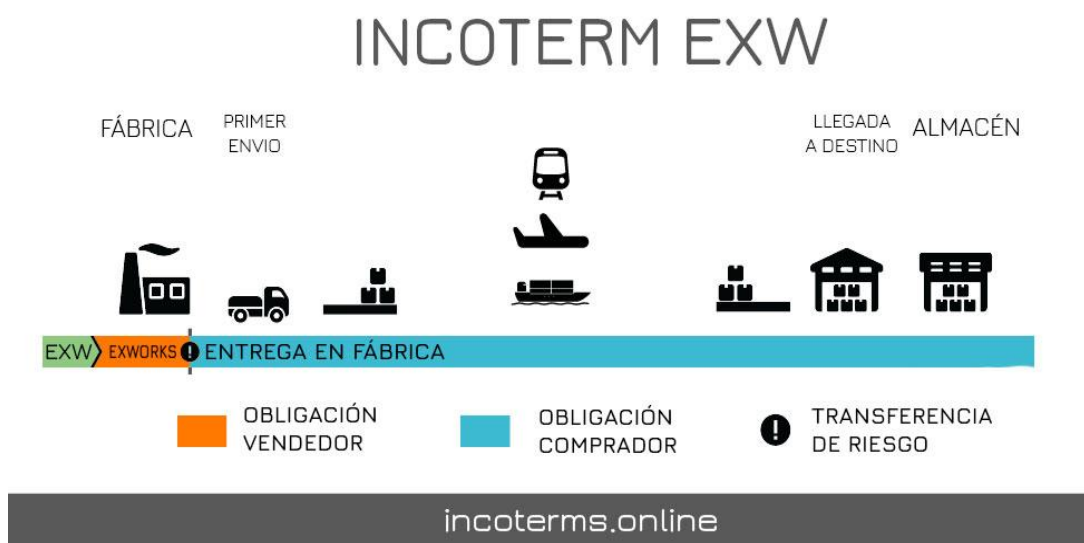 INCOTERM EXW
FÁBRICA
PRIMER
ENVIO
LLEGADA
A DESTINO
ALMACÉN
EXW
EXWORKS
ENTREGA EN FÁBRICA
OBLIGACIÓN
VENDEDOR
OBLIGACIÓN
COMPRADOR
TRANSFERENCIA
DE RIESGO
incoterms.online